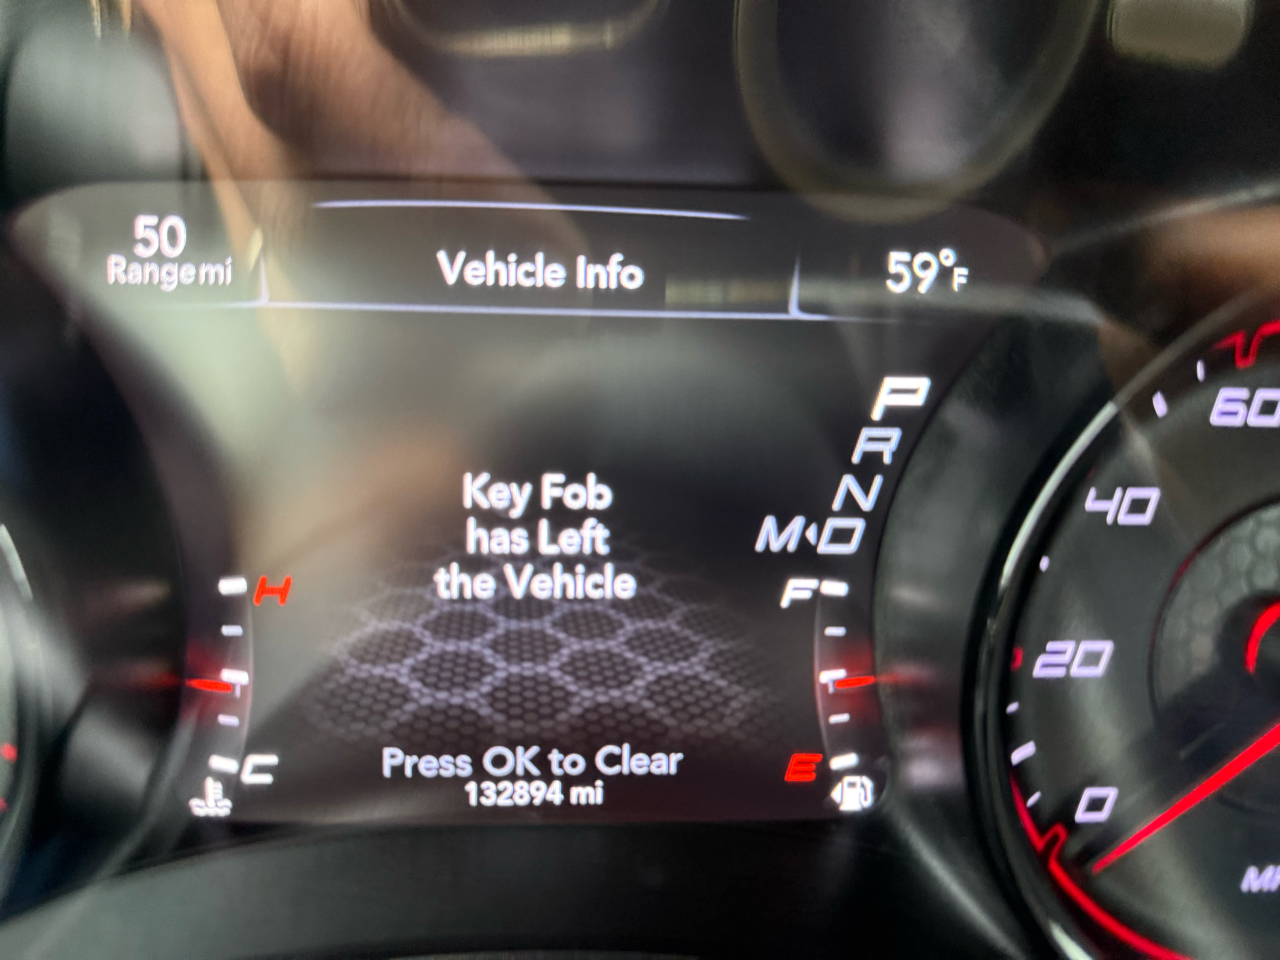 50
Range mi
Vehicle Info
59°F
P
R
N
M◂D
Key Fob
has Left
the Vehicle
H
F
C
E
Press OK to Clear
132894 mi
60
40
20
0